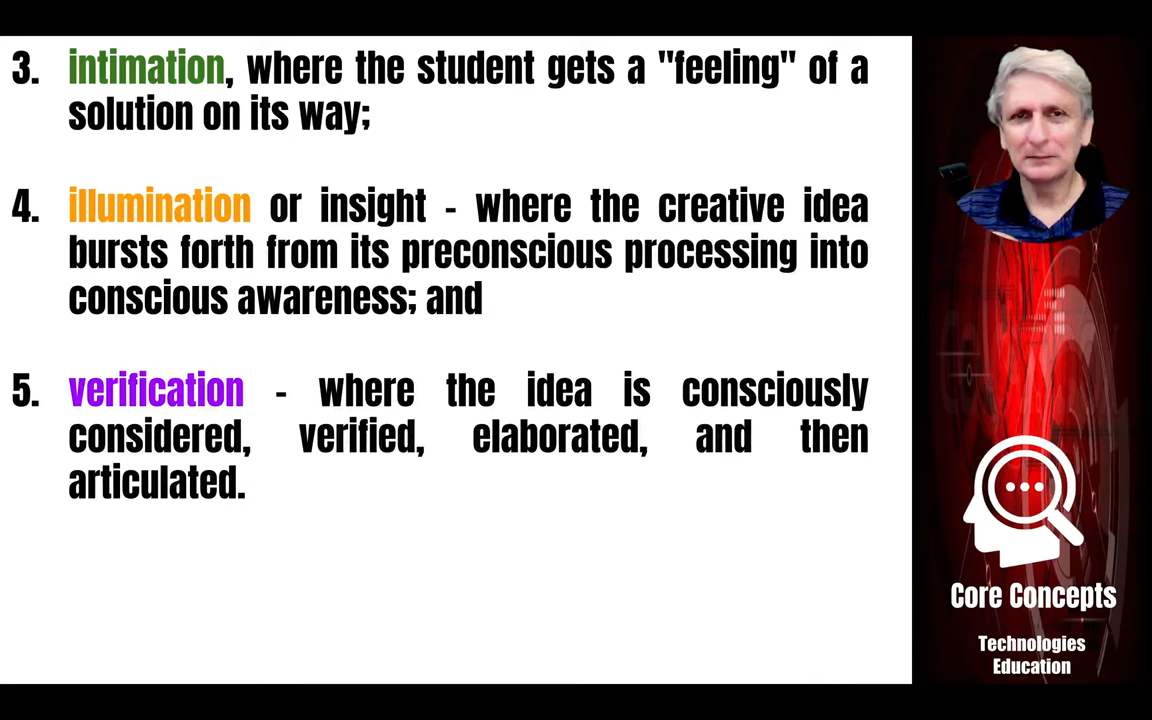 3. intimation, where the student gets a "feeling" of a
solution on its way;
4. illumination or insight - where the creative idea
bursts forth from its preconscious processing into
conscious awareness; and
5. verification - where the idea is consciously
considered, verified, elaborated, and then
articulated.
Core Concepts
Technologies
Education